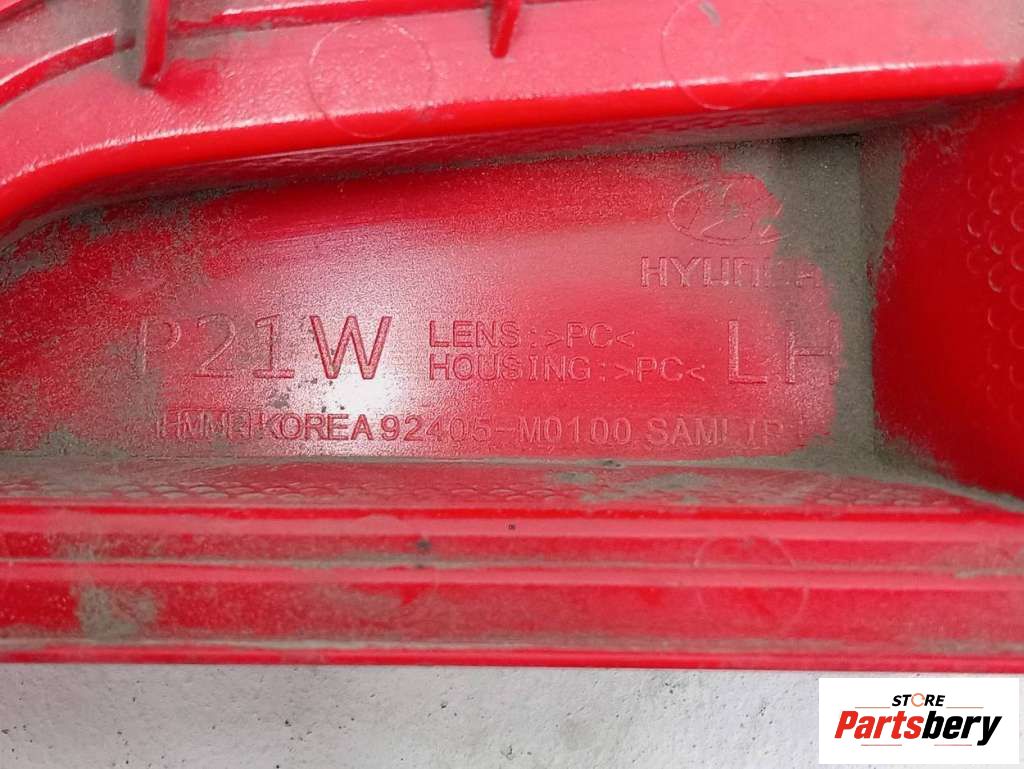 HYUNDAI
P21W LENS:>PC< LH
HOUSING:>PC<
KOREA 92405-M0100
STORE
Partsbery